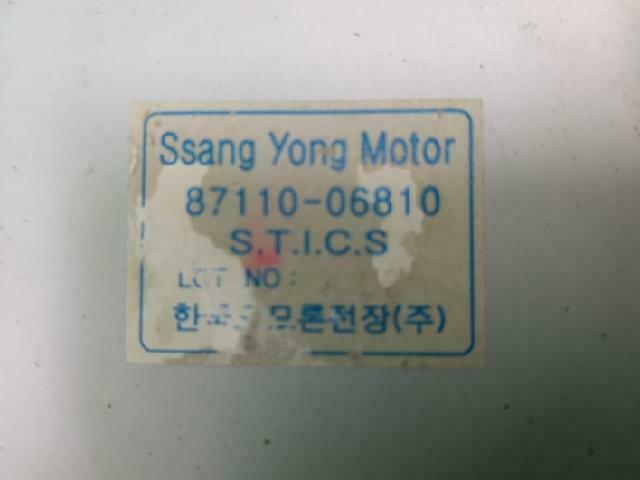 Ssang Yong Motor
87110-06810
S.T.I.C.S
LOT NO :